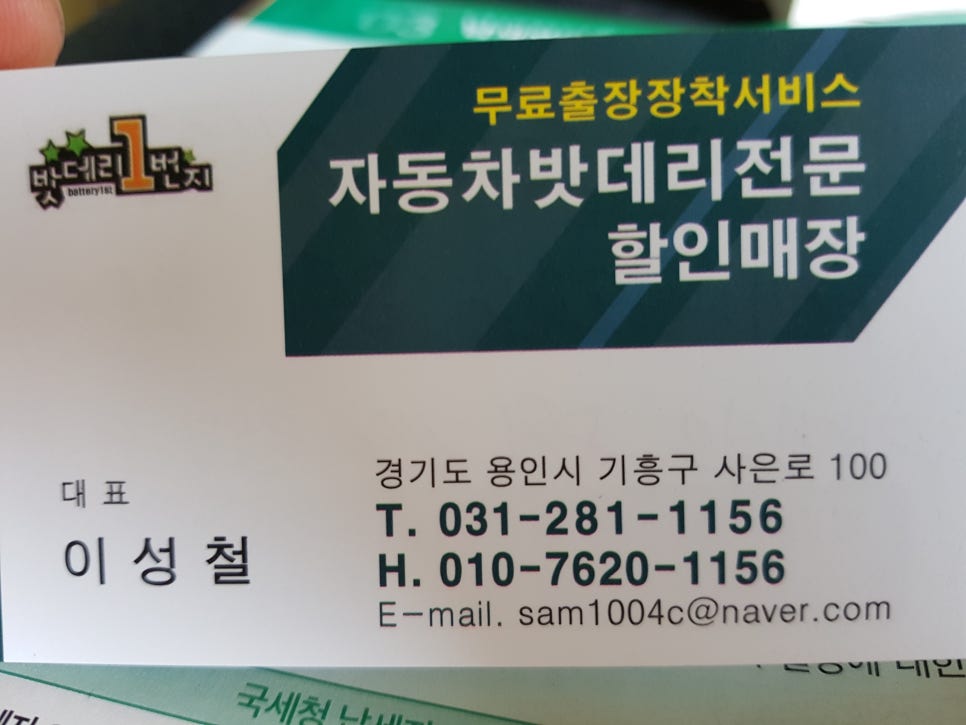 밧데리1번지
battery1st
무료출장장착서비스
자동차밧데리전문
할인매장
대 표
이 성 철
경기도 용인시 기흥구 사은로 100
T. 031-281-1156
H. 010-7620-1156
E-mail. sam1004c@naver.com
국세청